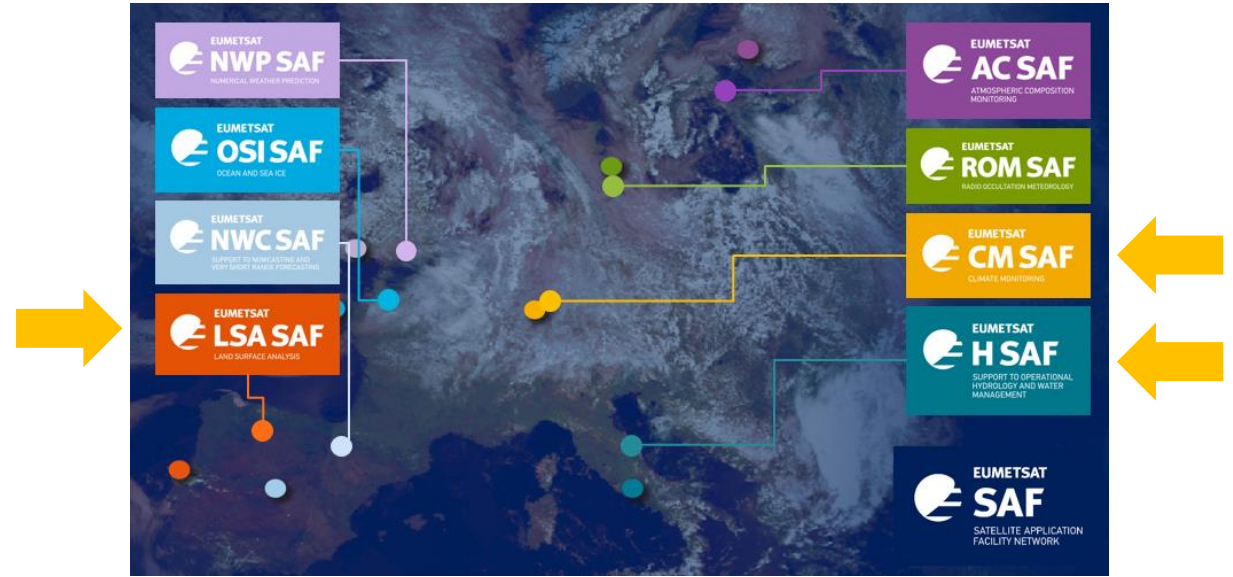 EUMETSAT
NWP SAF
NUMERICAL WEATHER PREDICTION
EUMETSAT
OSI SAF
OCEAN AND SEA ICE
EUMETSAT
NWC SAF
SUPPORT TO NOWCASTING AND
VERY SHORT RANGE FORECASTING
EUMETSAT
LSA SAF
LAND SURFACE ANALYSIS
EUMETSAT
AC SAF
ATMOSPHERIC COMPOSITION
MONITORING
EUMETSAT
ROM SAF
RADIO OCCULTATION METEOROLOGY
EUMETSAT
CM SAF
CLIMATE MONITORING
EUMETSAT
H SAF
SUPPORT TO OPERATIONAL
HYDROLOGY AND WATER
MANAGEMENT
EUMETSAT
SAF
SATELLITE APPLICATION
FACILITY NETWORK